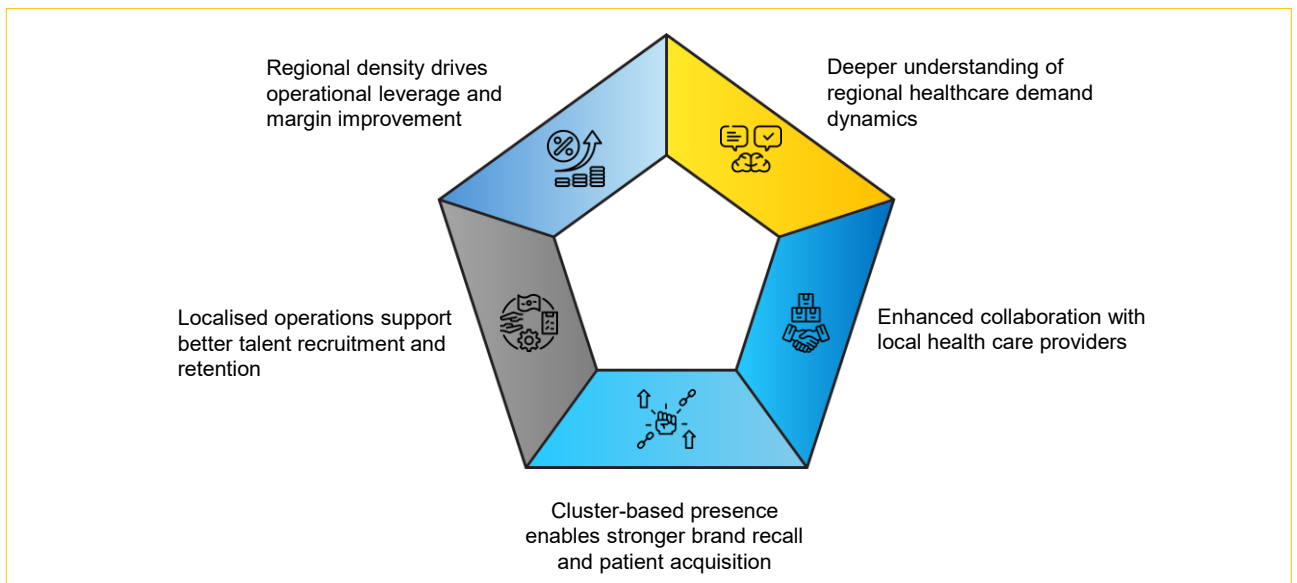 Regional density drives
operational leverage and
margin improvement
Deeper understanding of
regional healthcare demand
dynamics
Localised operations support
better talent recruitment and
retention
Enhanced collaboration with
local health care providers
Cluster-based presence
enables stronger brand recall
and patient acquisition